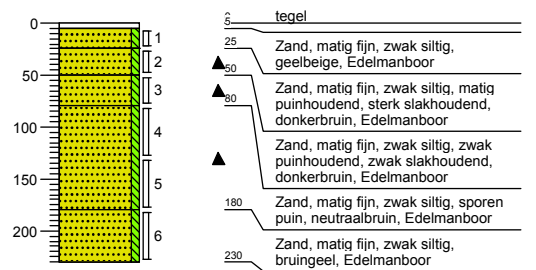 0
50
100
150
200
1
2
3
4
5
6
tegel
5
25
Zand, matig fijn, zwak siltig,
geelbeige, Edelmanboor
50
Zand, matig fijn, zwak siltig, matig
puinhoudend, sterk slakhoudend,
donkerbruin, Edelmanboor
80
Zand, matig fijn, zwak siltig, zwak
puinhoudend, zwak slakhoudend,
donkerbruin, Edelmanboor
180
Zand, matig fijn, zwak siltig, sporen
puin, neutraalbruin, Edelmanboor
Zand, matig fijn, zwak siltig,
bruingeel, Edelmanboor
230